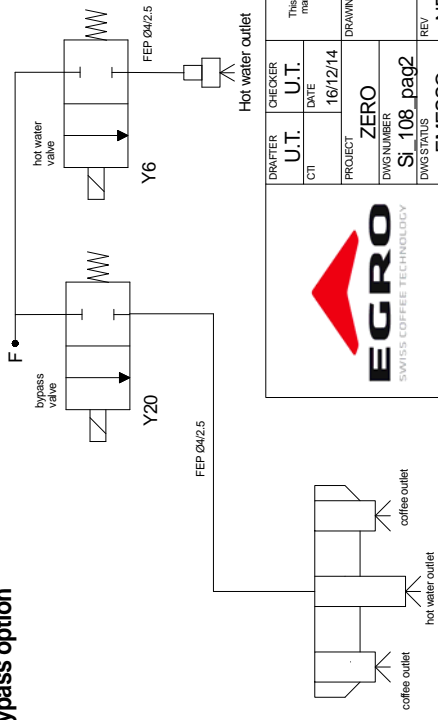 ypass option
F
bypass
valve
Y20
hot water
valve
Y6
FEP Ø4/2.5
Hot water outlet
FEP Ø4/2.5
coffee outlet
hot water outlet
coffee outlet
EGRO
SWISS COFFEE TECHNOLOGY
DRAFTER
U.T.
CHECKER
U.T.
This
ma
CTI
DATE
16/12/14
PROJECT
ZERO
DRAWIN
DWG NUMBER
Si_108_pag2
DWG STATUS
REV